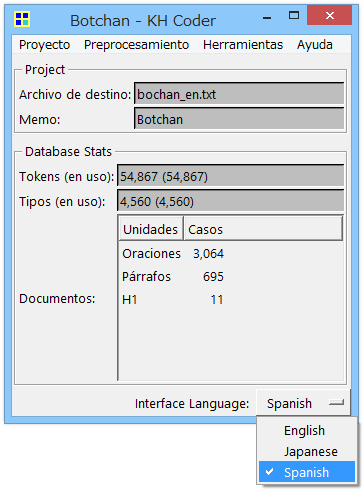 Botchan - KH Coder
Proyecto Preprocesamiento Herramientas Ayuda
Project
Archivo de destino: bochan_en.txt
Memo: Botchan
Database Stats
Tokens (en uso): 54,867 (54,867)
Tipos (en uso): 4,560 (4,560)
Unidades Casos
Oraciones 3,064
Párrafos 695
H1 11
Documentos:
Interface Language: Spanish
English
Japanese
Spanish